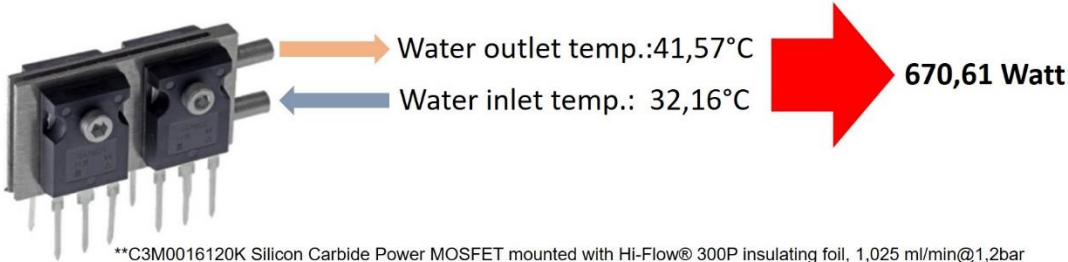 Water outlet temp.:41,57°C
670,61 Watt
Water inlet temp.: 32,16°C
**C3M0016120K Silicon Carbide Power MOSFET mounted with Hi-Flow® 300P insulating foil, 1,025 ml/min@1,2bar